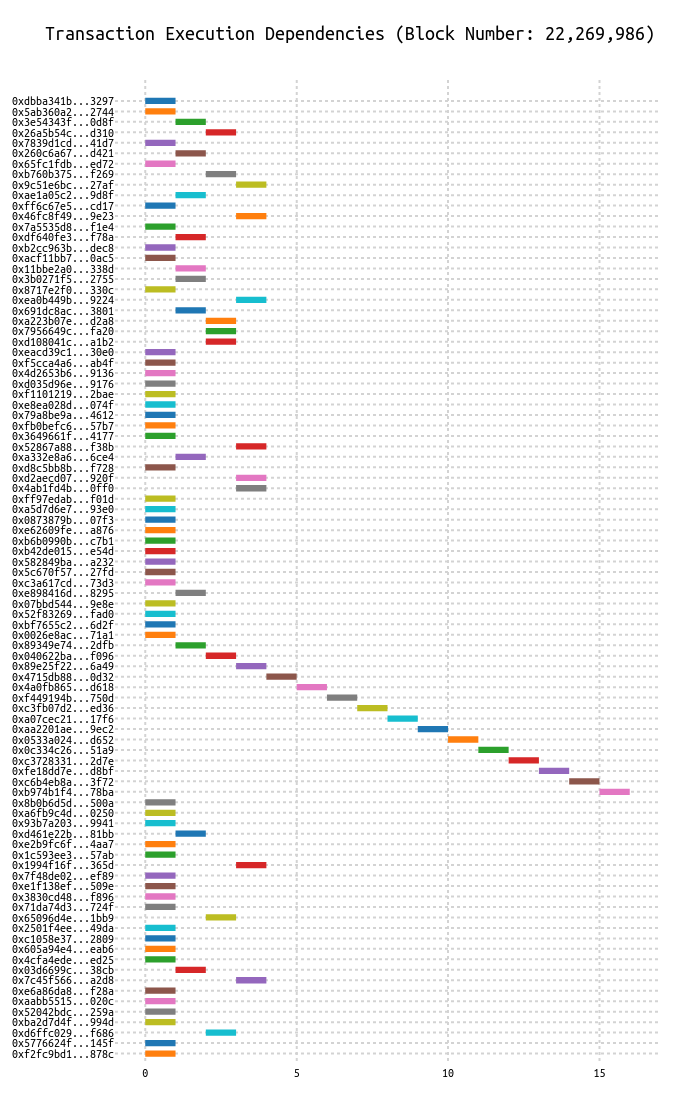 Transaction Execution Dependencies (Block Number: 22,269,986)
0xdbba341b...3297
0x5ab360a2...2744
0x3e54343f...0d8f
0x26a5b54c...d310
0x7839d1cd...41d7
0x260c6a67...d421
0x65fc1fdb...ed72
0xb760b375...f269
0x9c51e6bc...27af
0xae1a05c2...9d8f
0xff6c67e5...cd17
0x46fc8f49...9e23
0x7a5535d8...f1e4
0xdf640fe3...f78a
0xb2cc963b...dec8
0xacf11bb7...0ac5
0x11bbe2a0...338d
0x3b0271f5...2755
0x8717e2f0...330c
0xea0b449b...9224
0x691dc8ac...3801
0xa223b07e...d2a8
0x7956649c...fa20
0xd108041c...a1b2
0xeacd39c1...30e0
0xf5cca4a6...ab4f
0x4d2653b6...9136
0xd035d96e...9176
0xf1101219...2bae
0xe8ea028d...074f
0x79a8be9a...4612
0xfb0befc6...57b7
0x3649661f...4177
0x52867a88...f38b
0xa332e8a6...6ce4
0xd8c5bb8b...f728
0xd2aecd07...920f
0x4ab1fd4b...0ff0
0xff97edab...f01d
0xa5d7d6e7...93e0
0x0873879b...07f3
0xe62609fe...a876
0xb6b0990b...c7b1
0xb42de015...e54d
0x582849ba...a232
0x5c670f57...27fd
0xc3a617cd...73d3
0xe898416d...8295
0x07bbd544...9e8e
0x52f83269...fad0
0xbf7655c2...6d2f
0x0026e8ac...71a1
0x89349e74...2dfb
0x040622ba...f096
0x89e25f22...6a49
0x4715db88...0d32
0x4a0fb865...d618
0xf449194b...750d
0xc3fb07d2...ed36
0xa07cec21...17f6
0xaa2201ae...9ec2
0x0533a024...d652
0x0c334c26...51a9
0xc3728331...2d7e
0xfe18dd7e...d8bf
0xc6b4eb8a...3f72
0xb974b1f4...78ba
0x8b0b6d5d...500a
0xa6fb9c4d...0250
0x93b7a203...9941
0xd461e22b...81bb
0xe2b9fc6f...4aa7
0x1c593ee3...57ab
0x1994f16f...365d
0x7f48de02...ef89
0xe1f138ef...509e
0x3830cd48...f896
0x71da74d3...724f
0x65096d4e...1bb9
0x2501f4ee...49da
0xc1058e37...2809
0x605a94e4...eab6
0x4cfa4ede...ed25
0x03d6699c...38cb
0x7c45f566...a2d8
0xe6a86da8...f28a
0xaabb5515...020c
0x52042bdc...259a
0xba2d7d4f...994d
0xd6ffc029...f686
0x5776624f...145f
0xf2fc9bd1...878c
0 5 10 15